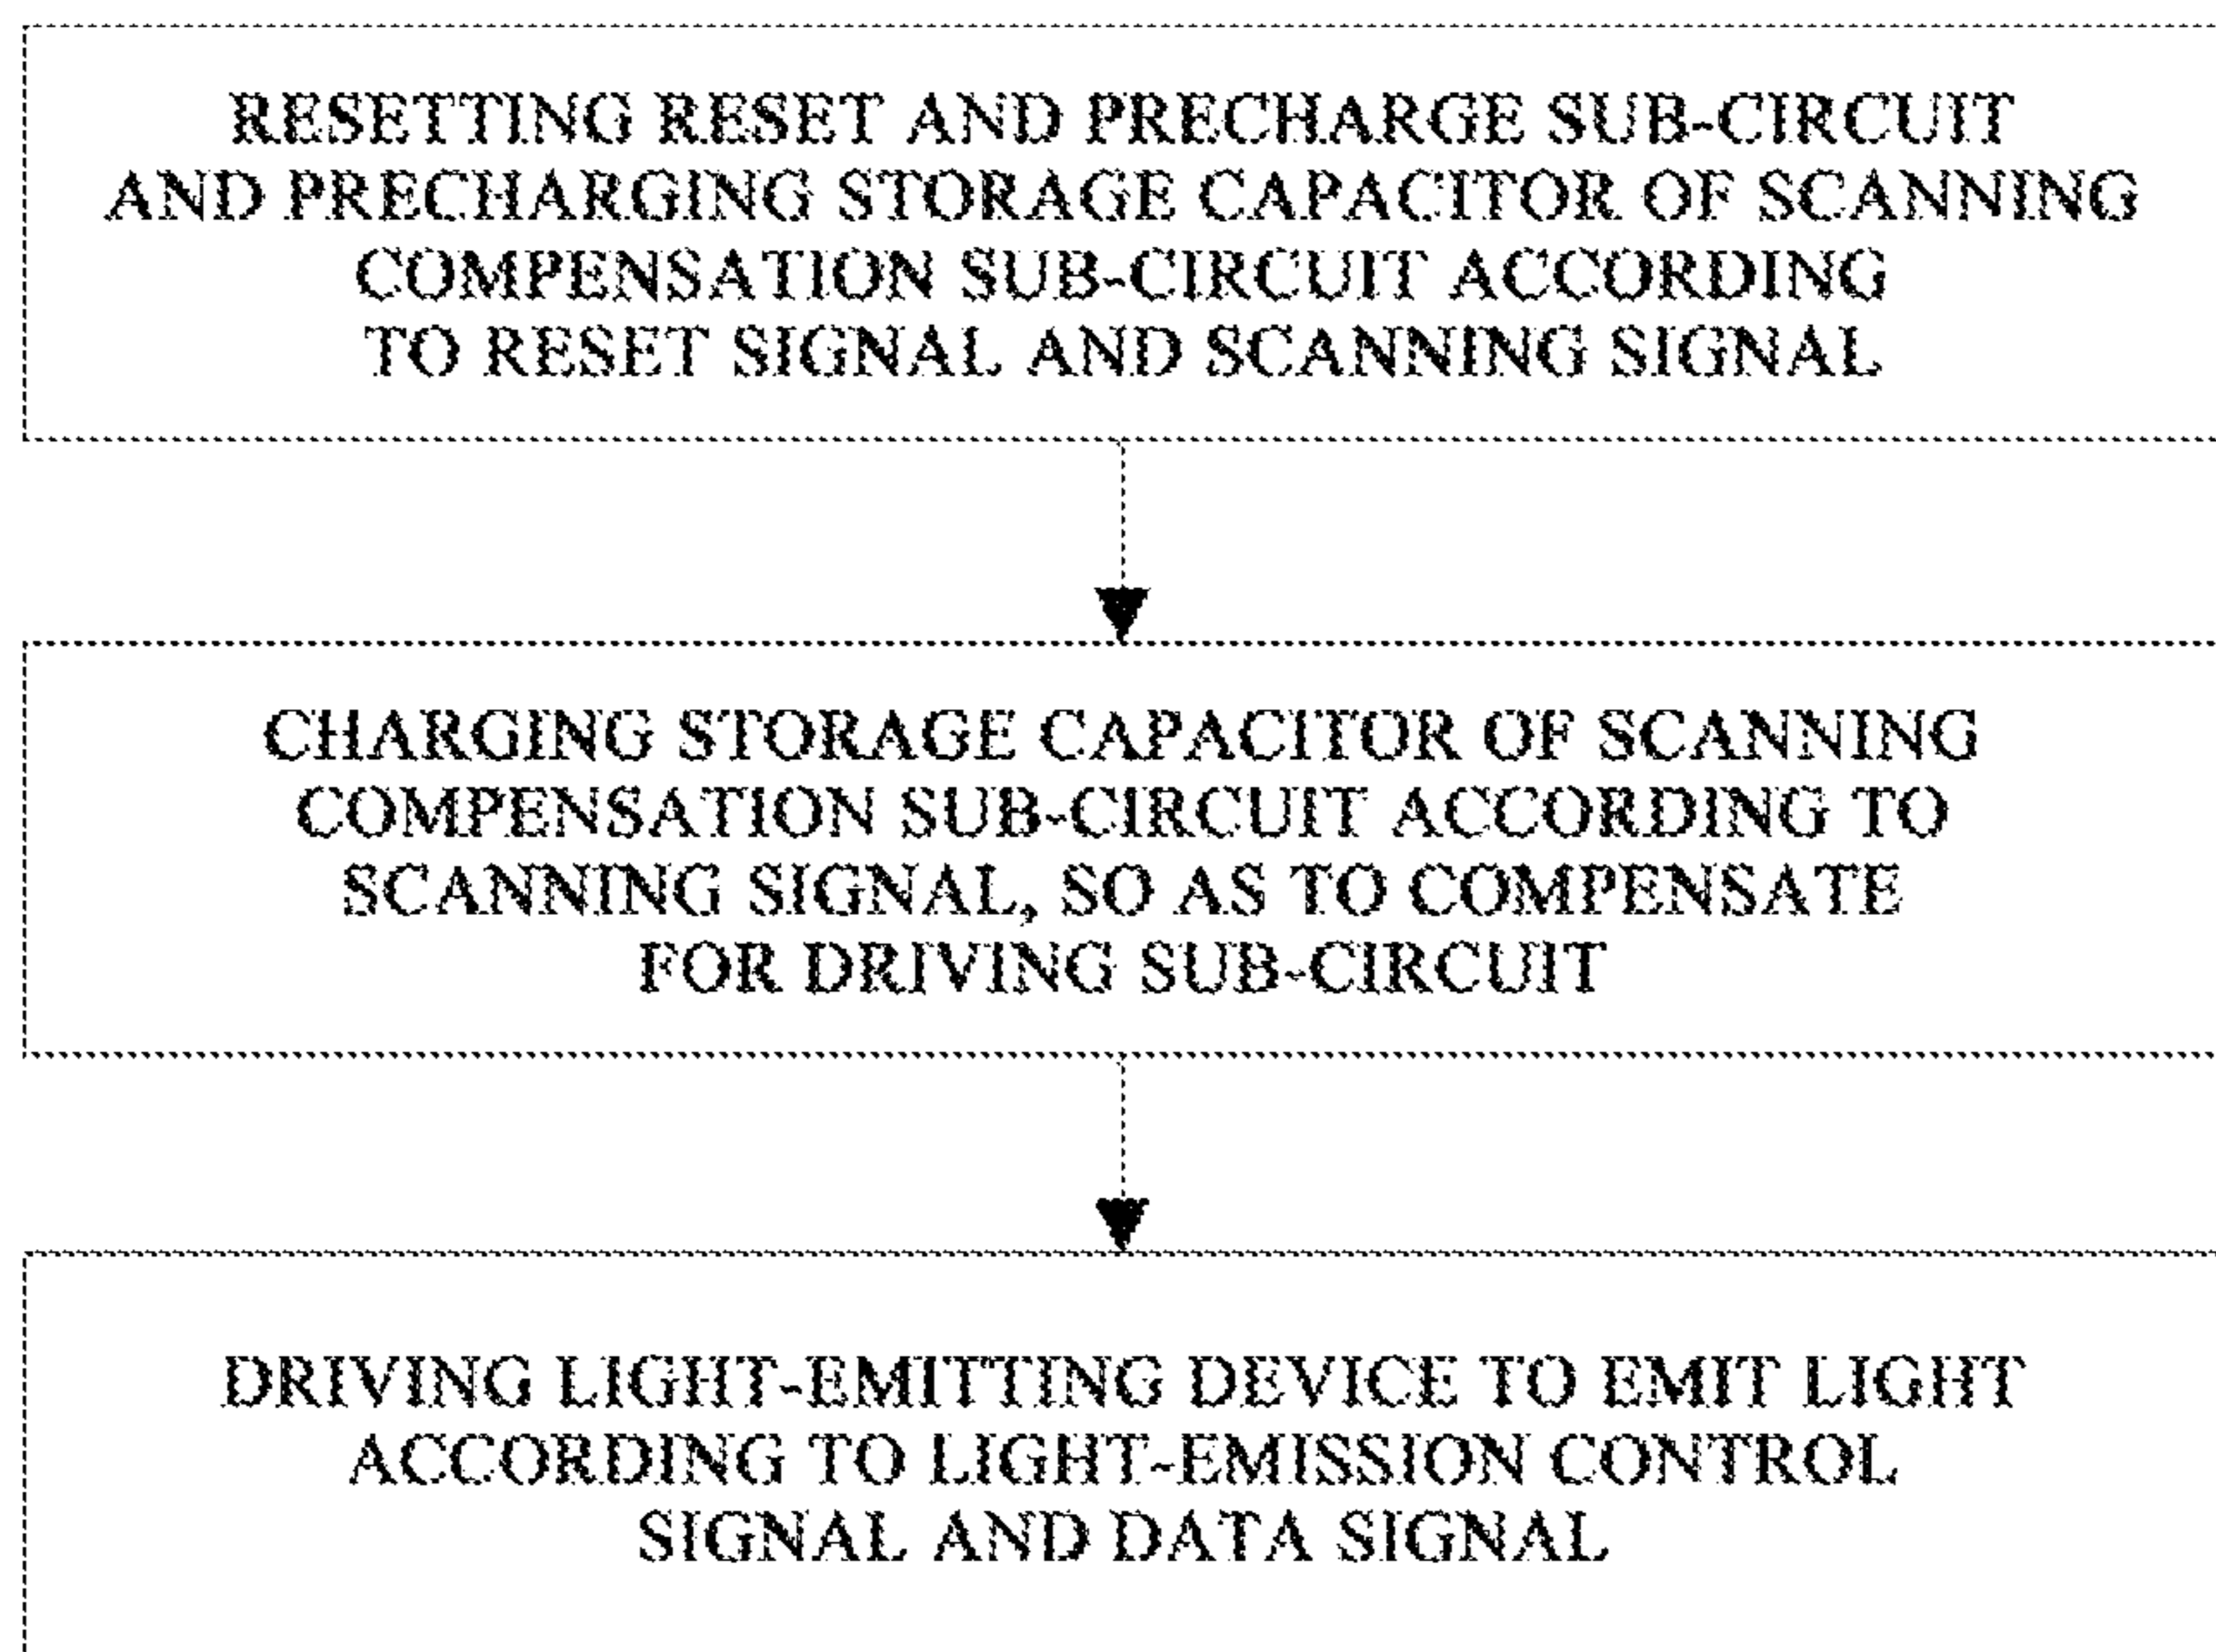 RESETTING RESET AND PRECHARGE SUB-CIRCUIT
AND PRECHARGING STORAGE CAPACITOR OF SCANNING
COMPENSATION SUB-CIRCUIT ACCORDING
TO RESET SIGNAL AND SCANNING SIGNAL
CHARGING STORAGE CAPACITOR OF SCANNING
COMPENSATION SUB-CIRCUIT ACCORDING TO
SCANNING SIGNAL, SO AS TO COMPENSATE
FOR DRIVING SUB-CIRCUIT
DRIVING LIGHT-EMITTING DEVICE TO EMIT LIGHT
ACCORDING TO LIGHT-EMISSION CONTROL
SIGNAL AND DATA SIGNAL